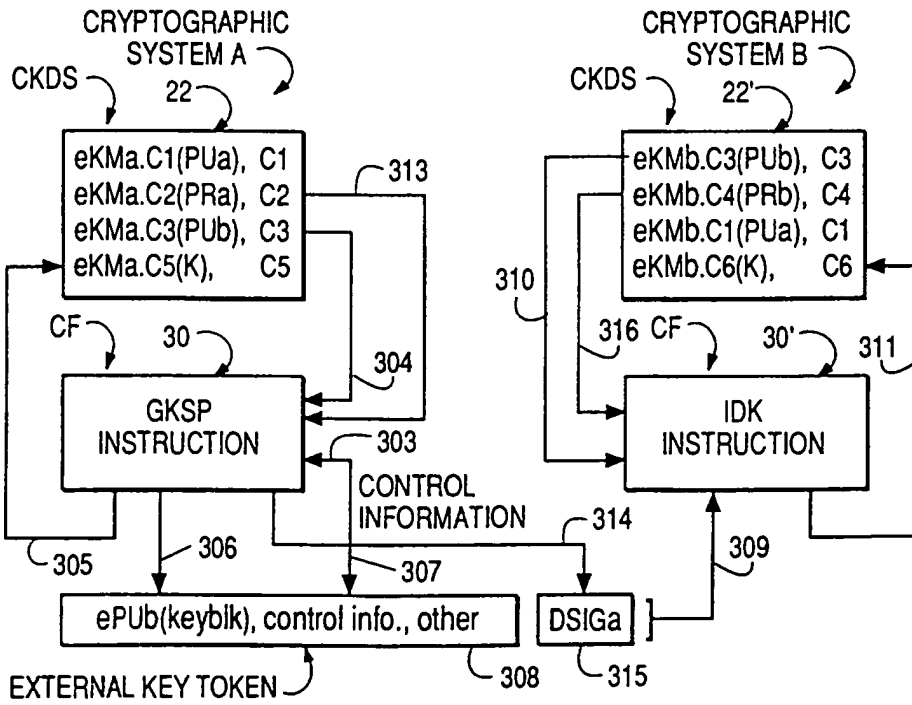 CRYPTOGRAPHIC
SYSTEM A
CKDS
22
eKMa.C1(PUa), C1
eKMa.C2(PRa), C2
eKMa.C3(PUb), C3
eKMa.C5(K), C5
313
CF
30
304
GKSP
INSTRUCTION
303
CONTROL
INFORMATION
305
306
307
314
ePUb(keyblk), control info., other
308
EXTERNAL KEY TOKEN
DSIGa
315
CRYPTOGRAPHIC
SYSTEM B
CKDS
22'
eKMb.C3(PUb), C3
eKMb.C4(PRb), C4
eKMb.C1(PUa), C1
eKMb.C6(K), C6
310
316
CF
30'
311
IDK
INSTRUCTION
309